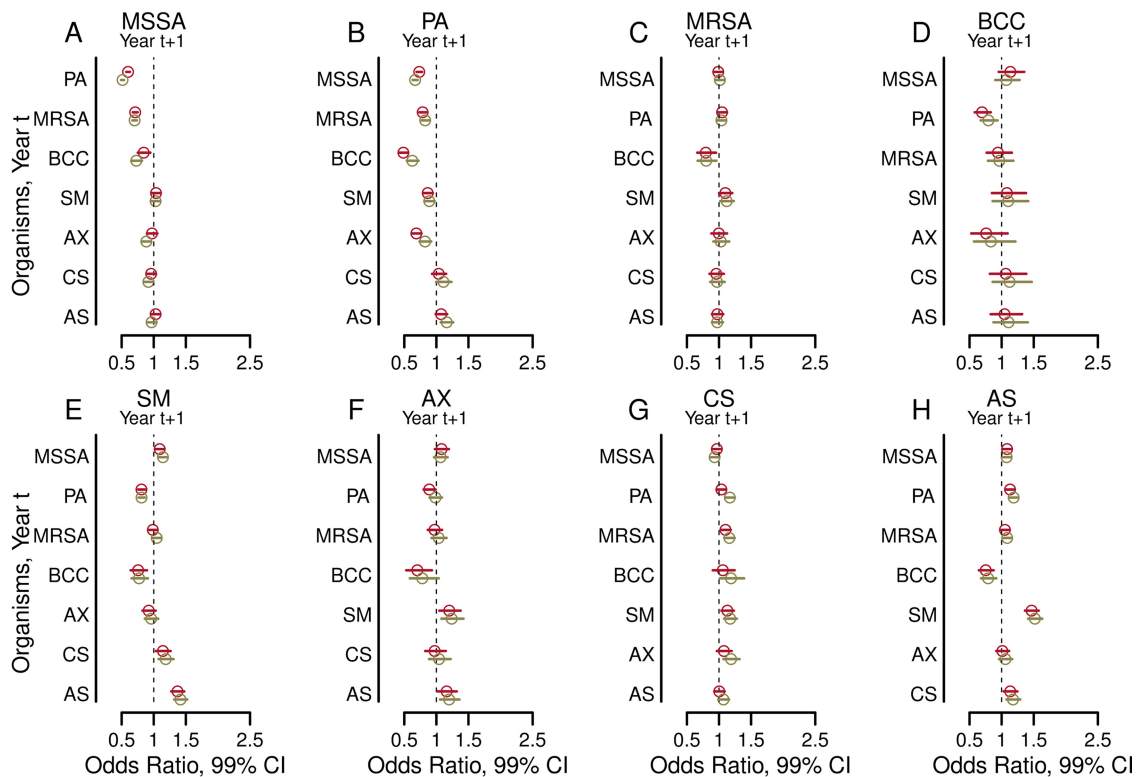 A MSSA
Year t+1
Organisms, Year t
PA
MRSA
BCC
SM
AX
CS
AS
0.5 1 1.5 2.5
B PA
Year t+1
MSSA
MRSA
BCC
SM
AX
CS
AS
0.5 1 1.5 2.5
C MRSA
Year t+1
MSSA
PA
BCC
SM
AX
CS
AS
0.5 1 1.5 2.5
D BCC
Year t+1
MSSA
PA
MRSA
SM
AX
CS
AS
0.5 1 1.5 2.5
E SM
Year t+1
Organisms, Year t
MSSA
PA
MRSA
BCC
AX
CS
AS
0.5 1 1.5 2.5
Odds Ratio, 99% CI
F AX
Year t+1
MSSA
PA
MRSA
BCC
SM
CS
AS
0.5 1 1.5 2.5
Odds Ratio, 99% CI
G CS
Year t+1
MSSA
PA
MRSA
BCC
SM
AX
AS
0.5 1 1.5 2.5
Odds Ratio, 99% CI
H AS
Year t+1
MSSA
PA
MRSA
BCC
SM
AX
CS
0.5 1 1.5 2.5
Odds Ratio, 99% CI